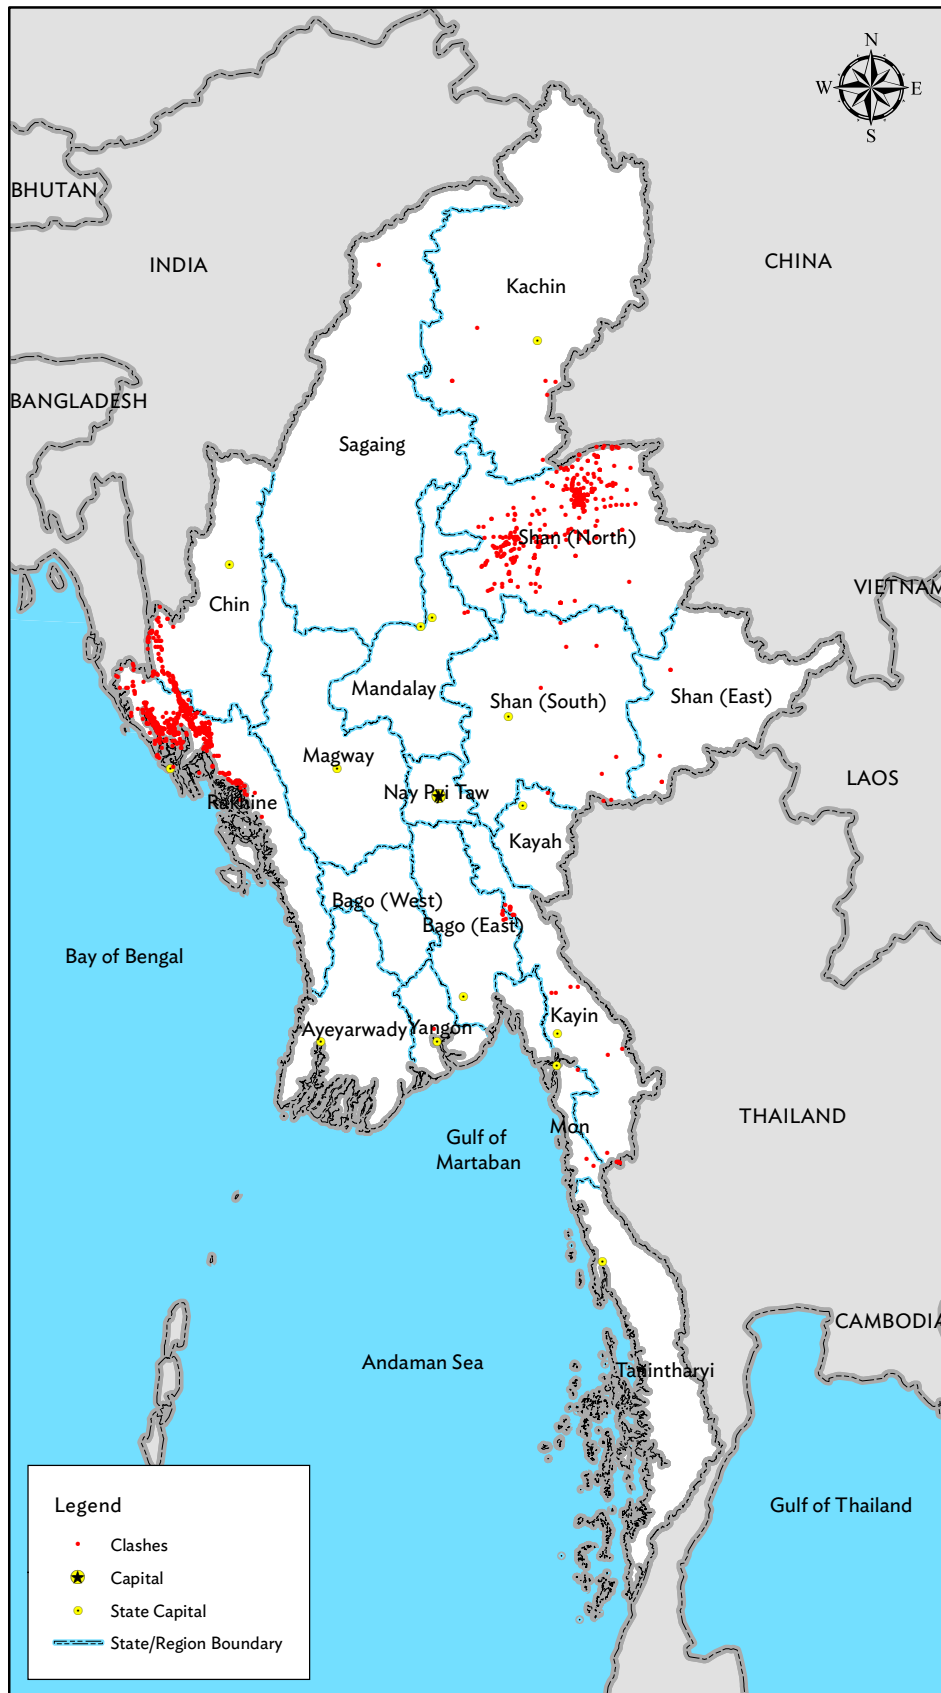 N
W
E
S
BHUTAN
INDIA
CHINA
Kachin
BANGLADESH
Sagaing
Shan (North)
VIETNAM
Chin
Mandalay
Shan (South)
Shan (East)
Magway
LAOS
Nay Pyi Taw
Rakhine
Kayah
Bago (West)
Bago (East)
Bay of Bengal
Kayin
Ayeyarwady
Yangon
THAILAND
Mon
Gulf of
Martaban
CAMBODIA
Andaman Sea
Tanintharyi
Gulf of Thailand
Legend
Clashes
Capital
State Capital
State/Region Boundary